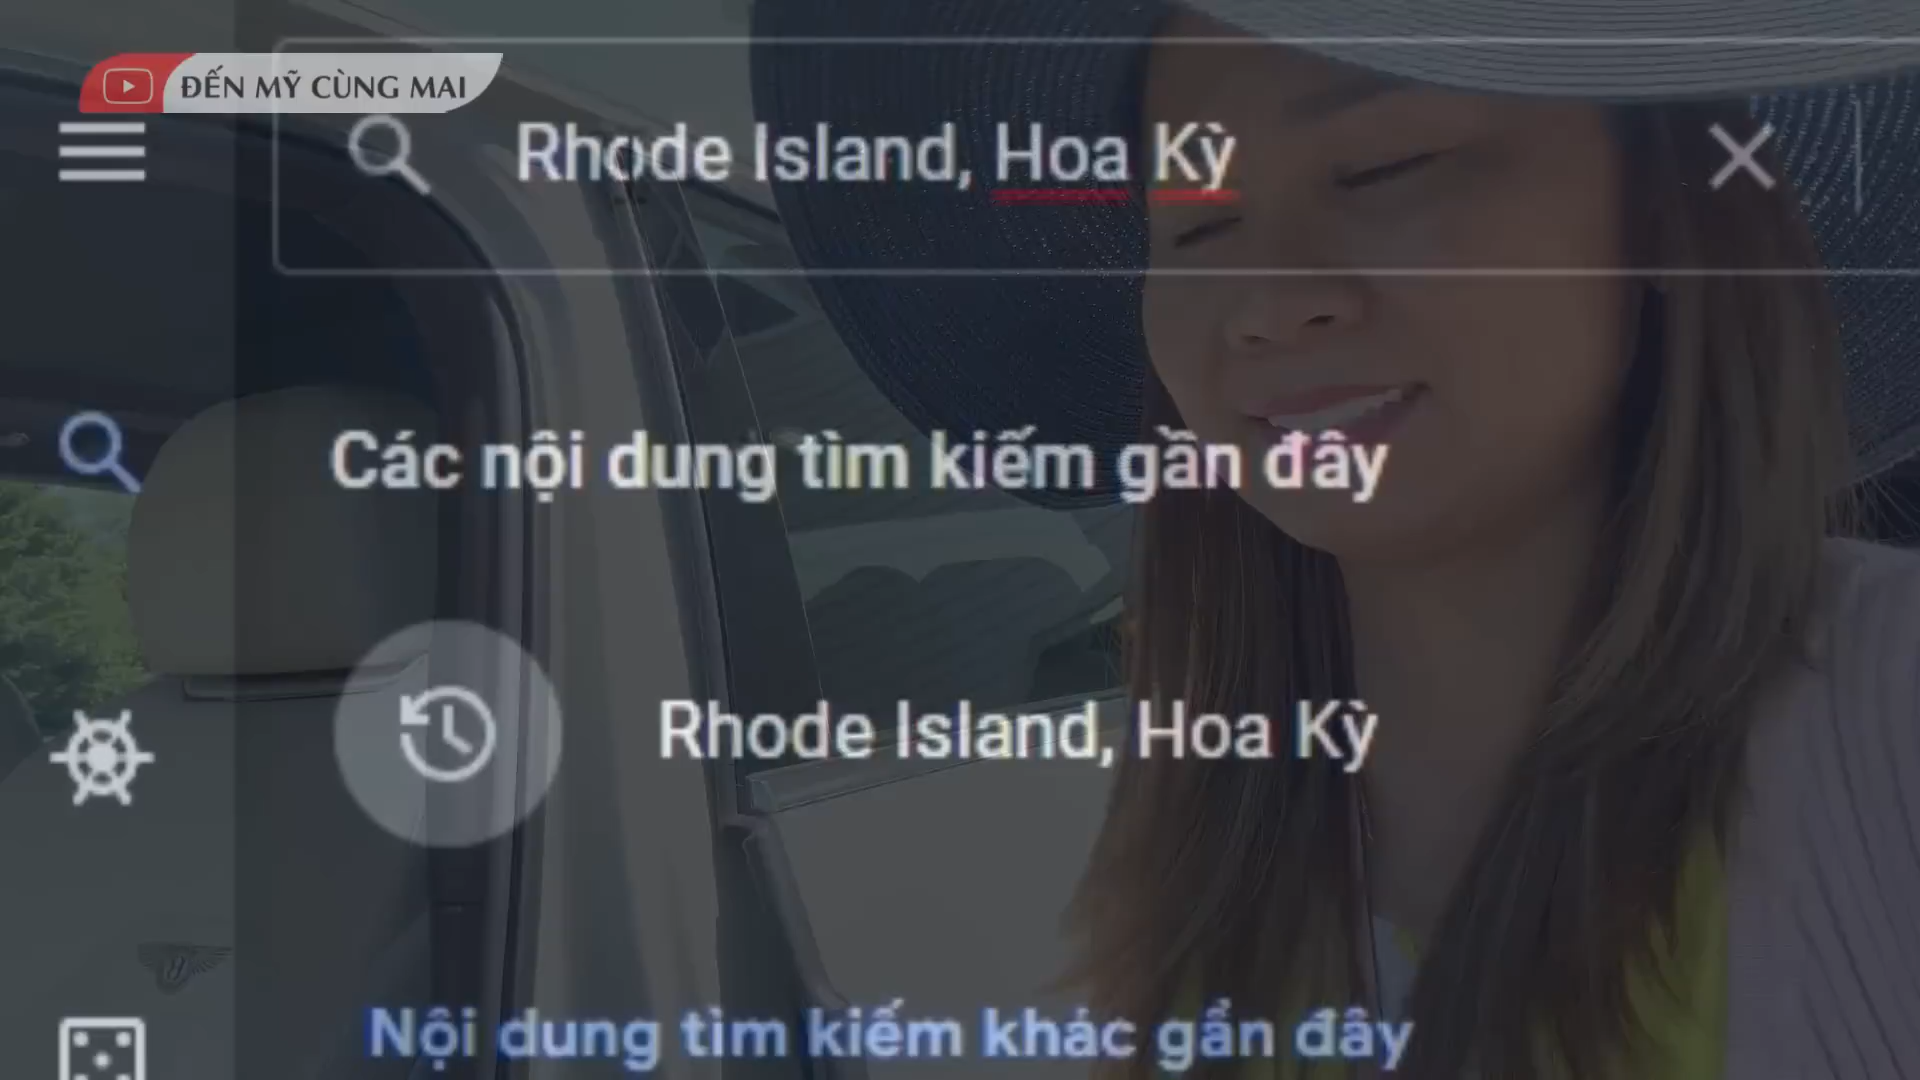 ĐẾN MỸ CÙNG MAI
Rhode Island, Hoa Kỳ
Các nội dung tìm kiếm gần đây
Rhode Island, Hoa Kỳ
Nội dung tìm kiếm khác gần đây